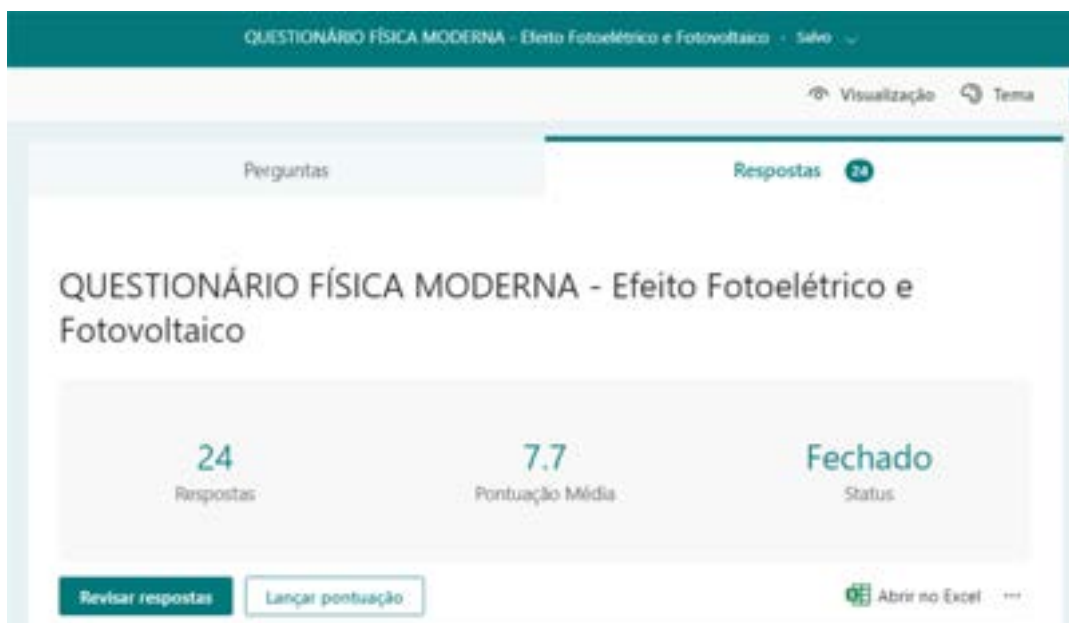 QUESTIONÁRIO FÍSICA MODERNA - Efeito Fotoelétrico e Fotovoltaico - Salvo
Visualização Tema
Perguntas Respostas 24
QUESTIONÁRIO FÍSICA MODERNA - Efeito Fotoelétrico e
Fotovoltaico
24 7.7 Fechado
Respostas Pontuação Média Status
Revisar respostas Lançar pontuação Abrir no Excel ...